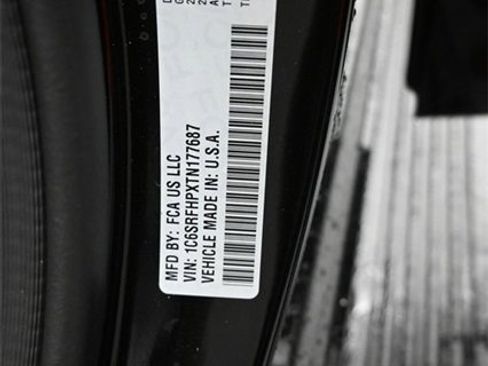 MFD BY: FCA US LLC
VIN: 1C6SRFHPXTN177687
VEHICLE MADE IN: U.S.A.